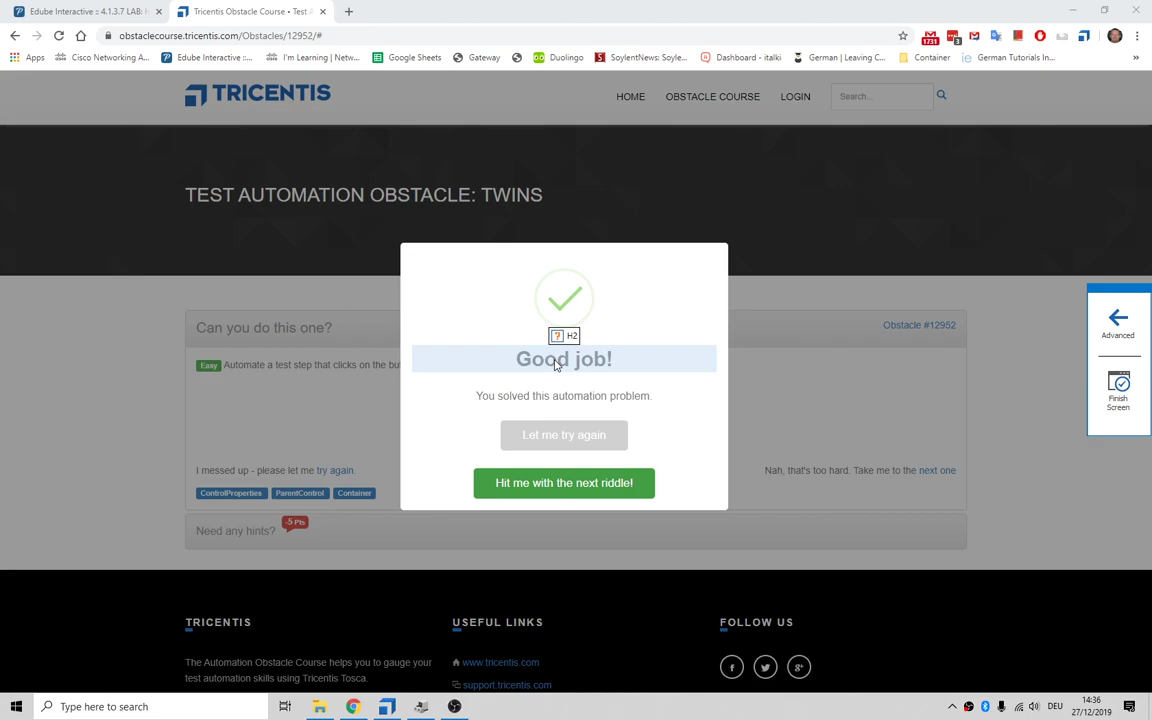 Edube Interactive :: 4.1.3.7 LAB: H
Tricentis Obstacle Course • Test A
obstaclecourse.tricentis.com/Obstacles/12952/#
1731
3
Apps
Cisco Networking A...
Edube Interactive ::...
I'm Learning | Netw...
Google Sheets
Gateway
Duolingo
SoylentNews: Soyle...
Dashboard - italki
German | Leaving C...
Container
German Tutorials In...
»
TRICENTIS
HOME
OBSTACLE COURSE
LOGIN
Search...
TEST AUTOMATION OBSTACLE: TWINS
Can you do this one?
Obstacle #12952
Easy Automate a test step that clicks on the bu
H2
Good job!
You solved this automation problem.
Let me try again
Hit me with the next riddle!
I messed up - please let me try again.
Nah, that's too hard. Take me to the next one
ControlProperties
ParentControl
Container
Need any hints?
-5 Pts
Advanced
Finish
Screen
TRICENTIS
The Automation Obstacle Course helps you to gauge your
test automation skills using Tricentis Tosca.
USEFUL LINKS
www.tricentis.com
support.tricentis.com
FOLLOW US
Type here to search
DEU
14:36
27/12/2019